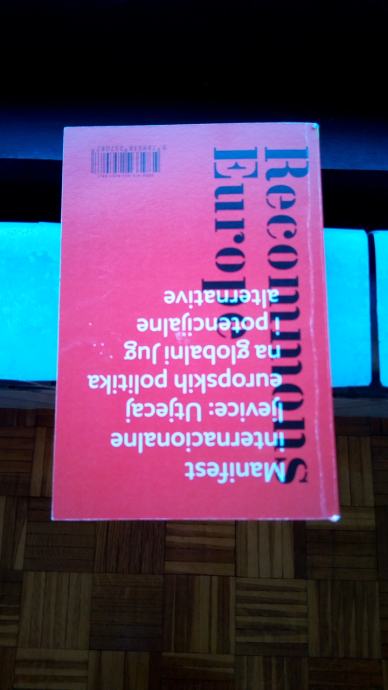 Recommons
Europe
Manifest
internacionalne
ljevice: Utjecaj
europskih politika
na globalni jug
i potencijalne
alternative